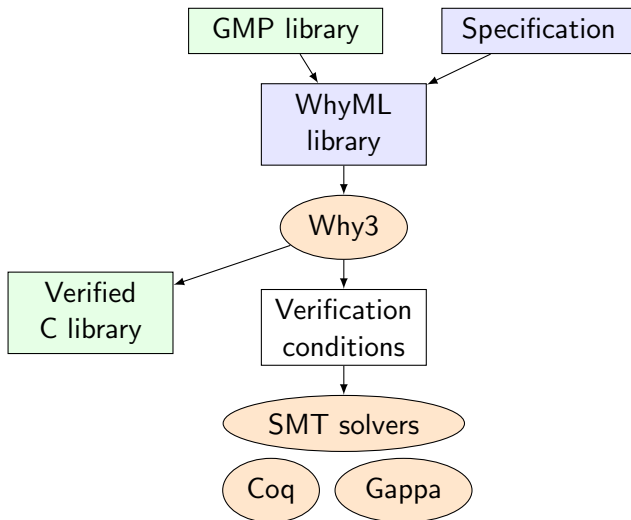 GMP library
Specification
WhyML
library
Why3
Verified
C library
Verification
conditions
SMT solvers
Coq
Gappa